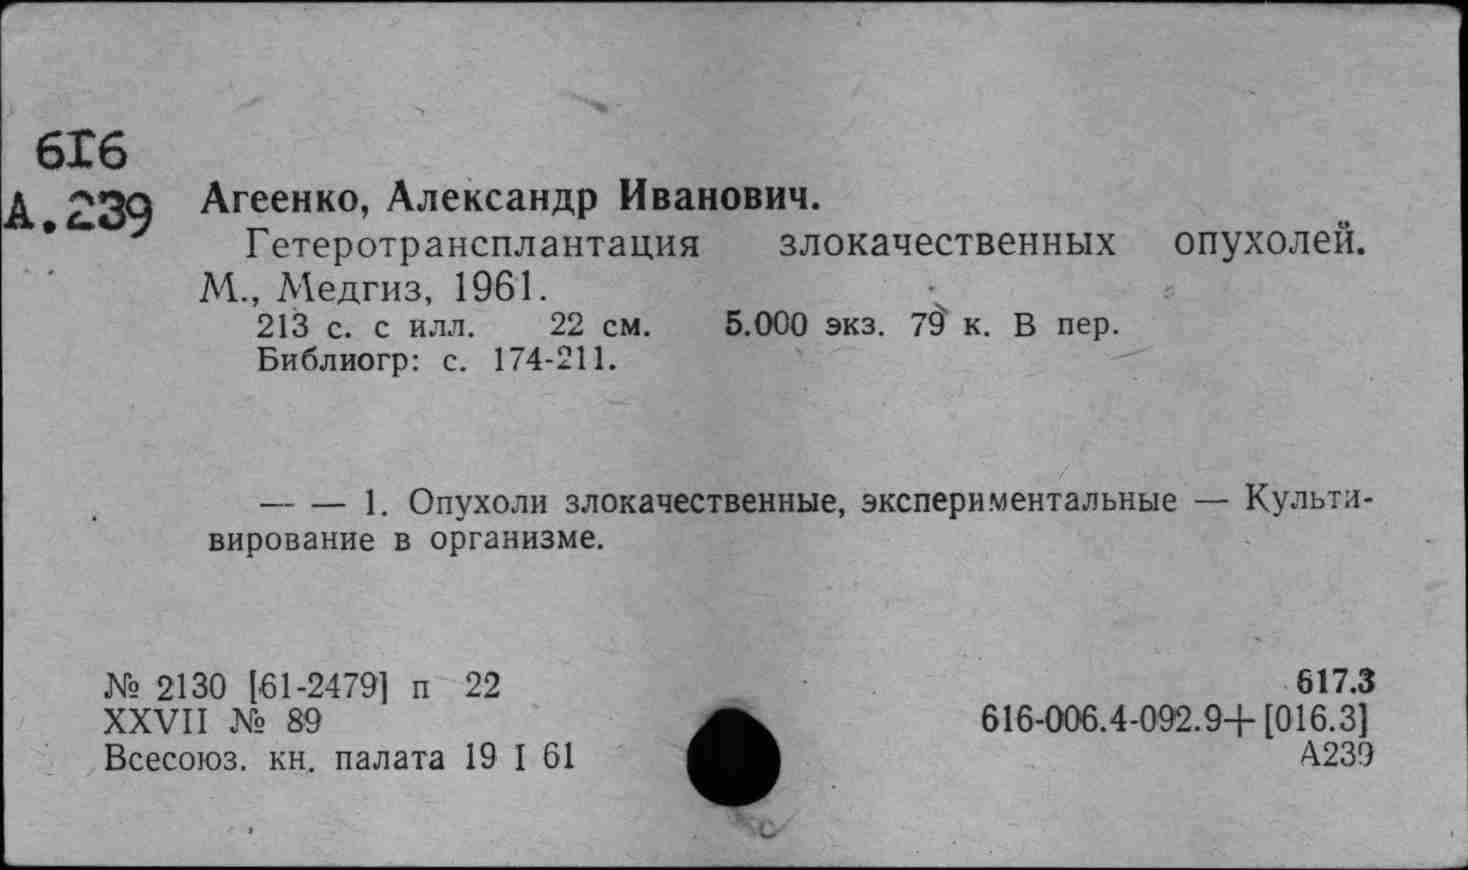 616
А.239 Агеенко, Александр Иванович.
Гетеротрансплантация злокачественных опухолей.
М., Медгиз, 1961.
213 с. с илл. 22 см. 5.000 экз. 79 к. В пер.
Библиогр: с. 174-211.
— — 1. Опухоли злокачественные, экспериментальные — Культи-
вирование в организме.
№ 2130 [61-2479] п 22
XXVII № 89
Всесоюз. кн. палата 19 I 61
617.3
616-006.4-092.9+[016.3]
А239